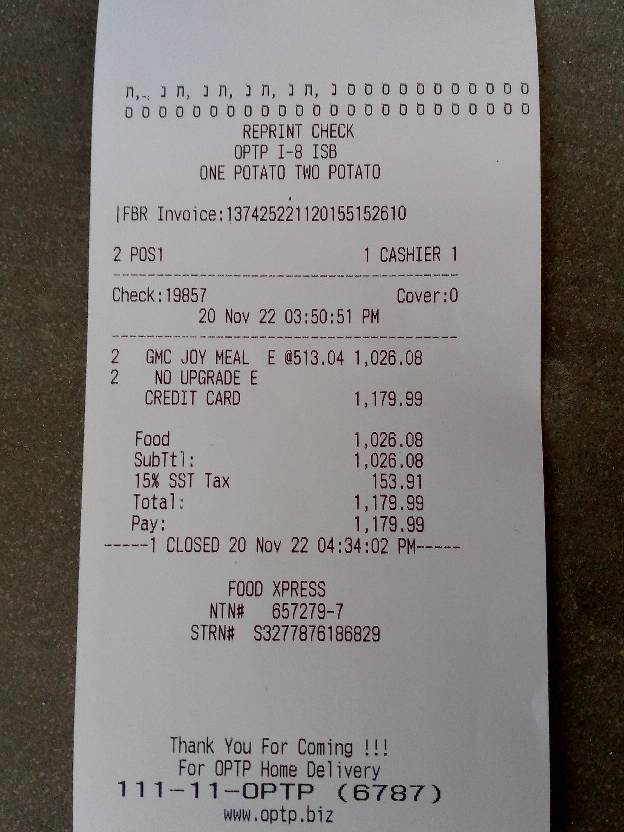 REPRINT CHECK
OPTP I-8 ISB
ONE POTATO TWO POTATO
|FBR Invoice:137425221120155152610
2 POS1 1 CASHIER 1
Check:19857 Cover:0
20 Nov 22 03:50:51 PM
2 GMC JOY MEAL E @513.04 1,026.08
2 NO UPGRADE E
CREDIT CARD 1,179.99
Food 1,026.08
SubTtl: 1,026.08
15% SST Tax 153.91
Total: 1,179.99
Pay: 1,179.99
-----1 CLOSED 20 Nov 22 04:34:02 PM-----
FOOD XPRESS
NTN# 657279-7
STRN# S3277876186829
Thank You For Coming !!!
For OPTP Home Delivery
111-11-OPTP (6787)
www.optp.biz